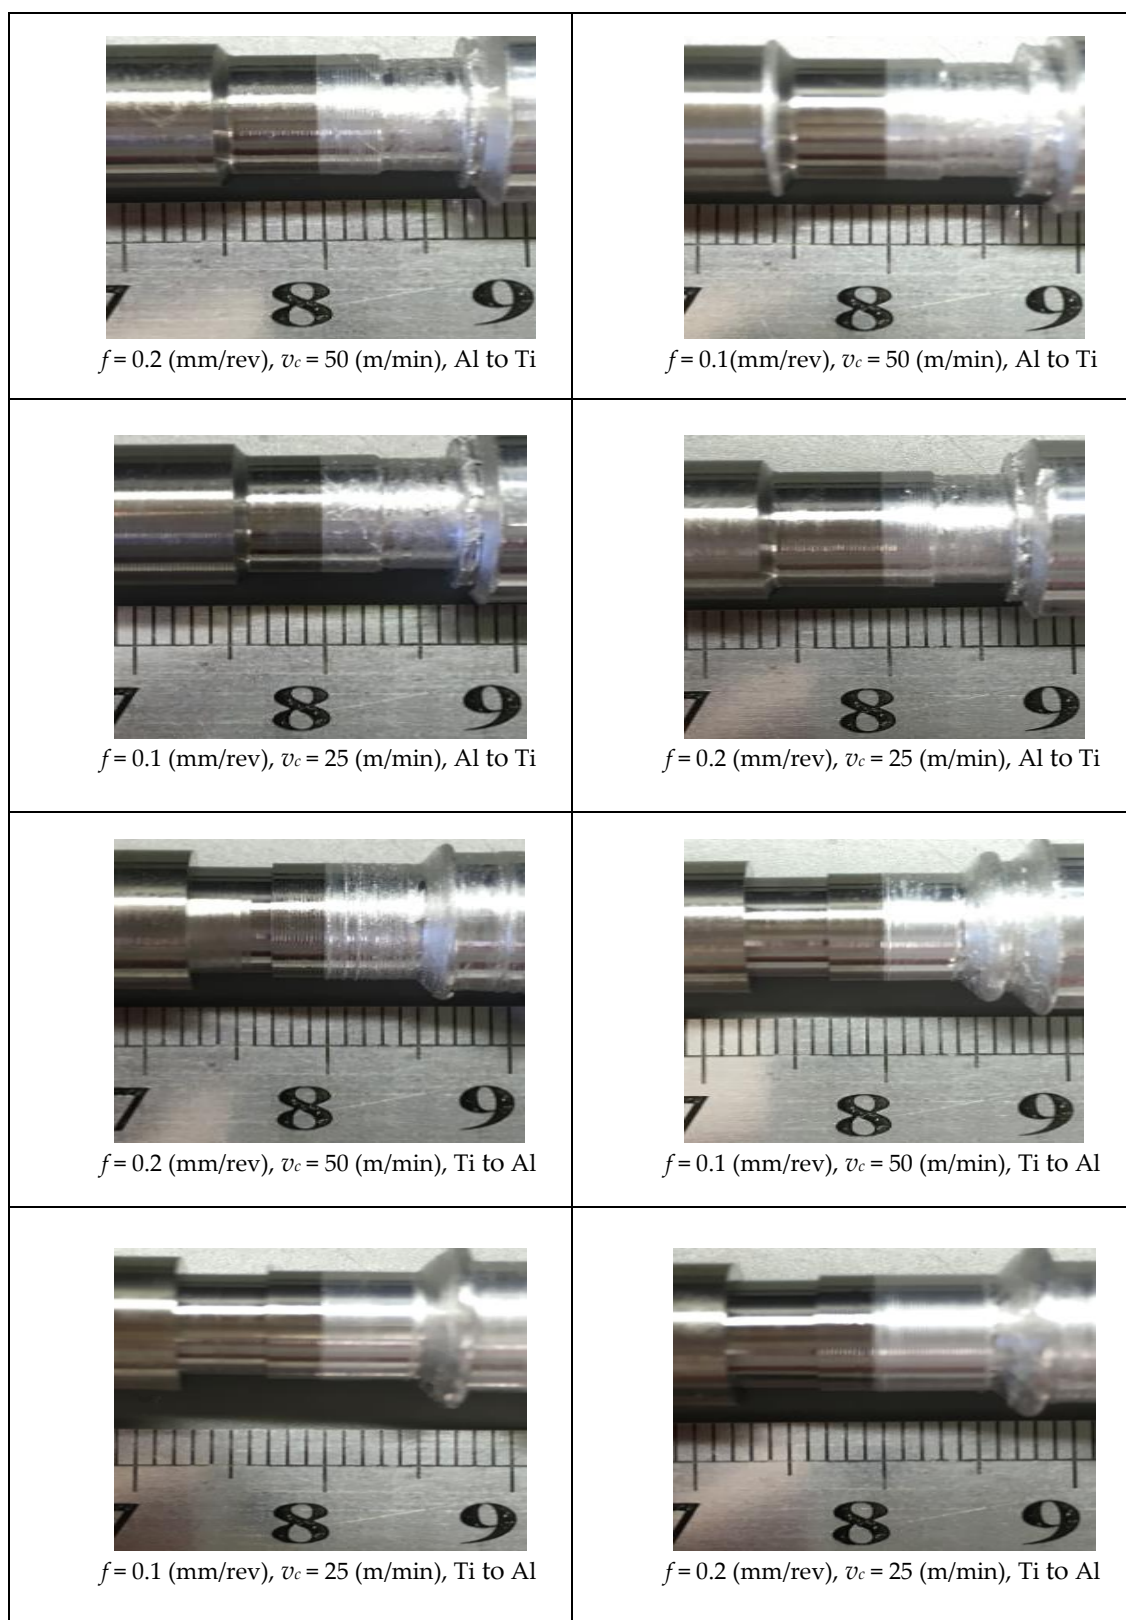 7 8 9
7 8 9
f = 0.2 (mm/rev), vc = 50 (m/min), Al to Ti
f = 0.1(mm/rev), vc = 50 (m/min), Al to Ti
7 8 9
7 8 9
f = 0.1 (mm/rev), vc = 25 (m/min), Al to Ti
f = 0.2 (mm/rev), vc = 25 (m/min), Al to Ti
7 8 9
7 8 9
f = 0.2 (mm/rev), vc = 50 (m/min), Ti to Al
f = 0.1 (mm/rev), vc = 50 (m/min), Ti to Al
7 8 9
7 8 9
f = 0.1 (mm/rev), vc = 25 (m/min), Ti to Al
f = 0.2 (mm/rev), vc = 25 (m/min), Ti to Al